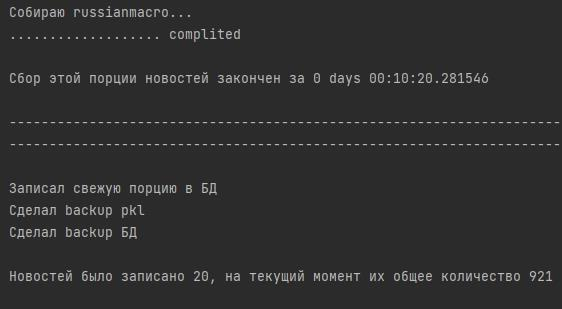 Собираю russianmacro...
................... complited
Сбор этой порции новостей закончен за 0 days 00:10:20.281546
----------------------------------------------------------------------
----------------------------------------------------------------------
Записал свежую порцию в БД
Сделал backup pkl
Сделал backup БД
Новостей было записано 20, на текущий момент их общее количество 921